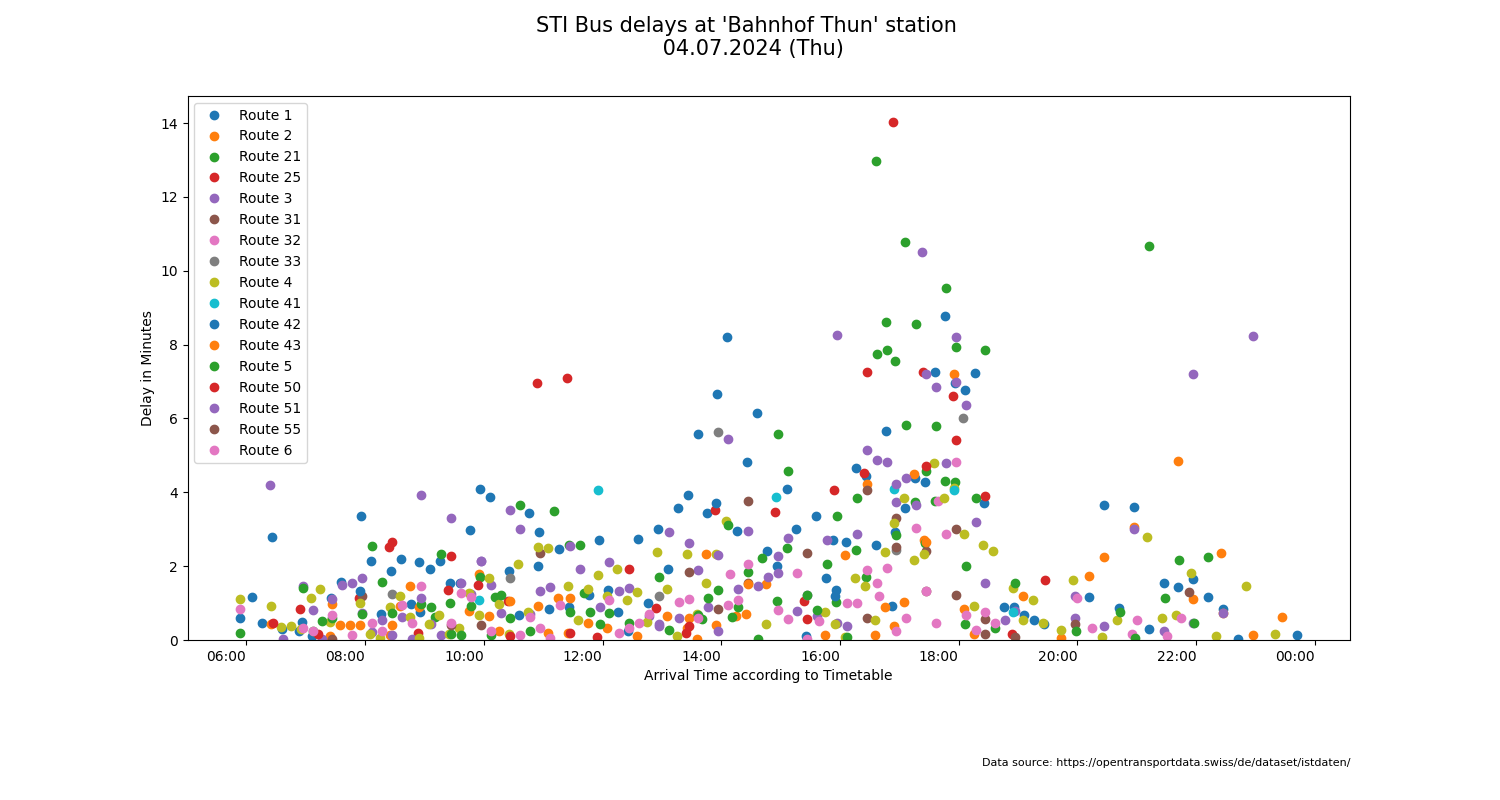 STI Bus delays at 'Bahnhof Thun' station
04.07.2024 (Thu)
Route 1
Route 2
Route 21
Route 25
Route 3
Route 31
Route 32
Route 33
Route 4
Route 41
Route 42
Route 43
Route 5
Route 50
Route 51
Route 55
Route 6
Delay in Minutes
14
12
10
8
6
4
2
0
06:00 08:00 10:00 12:00 14:00 16:00 18:00 20:00 22:00 00:00
Arrival Time according to Timetable
Data source: https://opentransportdata.swiss/de/dataset/istdaten/